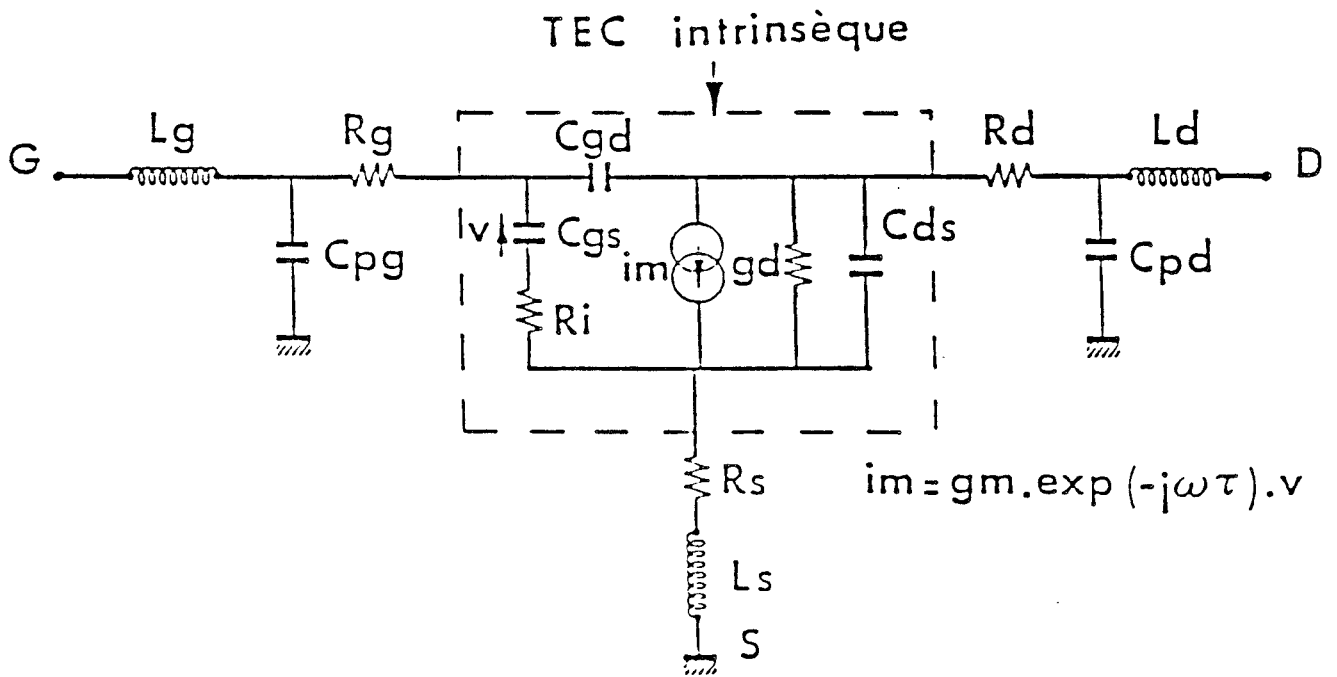 TEC intrinsèque
Lg
Rg
Cgd
Rd
Ld
G
D
v
Cgs
Cds
Cpg
im
gd
Cpd
Ri
Rs
im = gm.exp (-jωτ).v
Ls
S